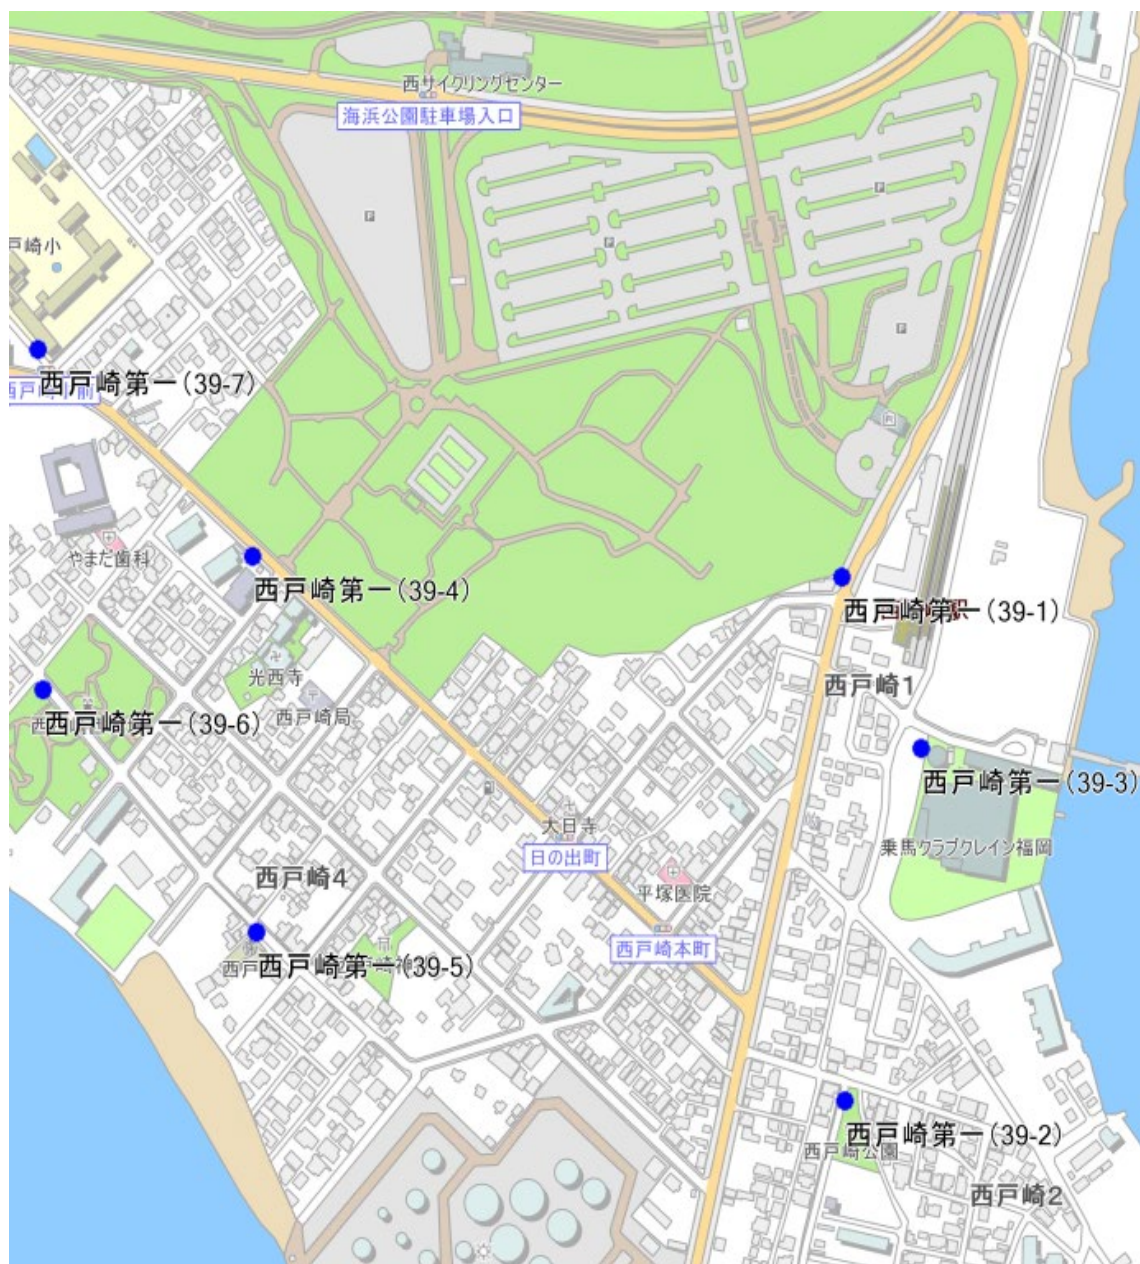 西サイクリングセンター
海浜公園駐車場入口
P
P
P
戸崎小
西戸崎第一(39-7)
やまだ歯科
西戸崎第一(39-4)
西戸崎第一(39-1)
駅
光西寺
西戸崎1
西戸崎局
西戸崎第一(39-6)
西戸崎第一(39-3)
大日寺
日の出町
乗馬クラブクレイン福岡
西戸崎4
平塚医院
西戸崎本町
西戸崎第一(39-5)
西戸崎第一(39-2)
西戸崎公園
西戸崎2